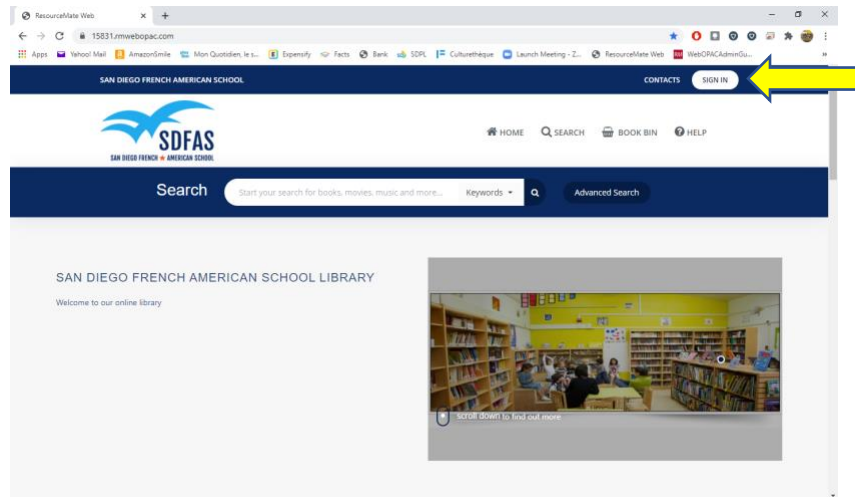 ResourceMate Web
15831.rmwebopac.com
Apps Yahoo! Mail AmazonSmile Mon Quotidien, le s... Expensify Facts Bank SDPL Culturethèque Launch Meeting - Z... ResourceMate Web WebOPACAdminGu...
SAN DIEGO FRENCH AMERICAN SCHOOL CONTACTS SIGN IN
SDFAS
SAN DIEGO FRENCH AMERICAN SCHOOL
HOME SEARCH BOOK BIN HELP
Search Start your search for books, movies, music and more... Keywords Advanced Search
SAN DIEGO FRENCH AMERICAN SCHOOL LIBRARY
Welcome to our online library
scroll down to find out more